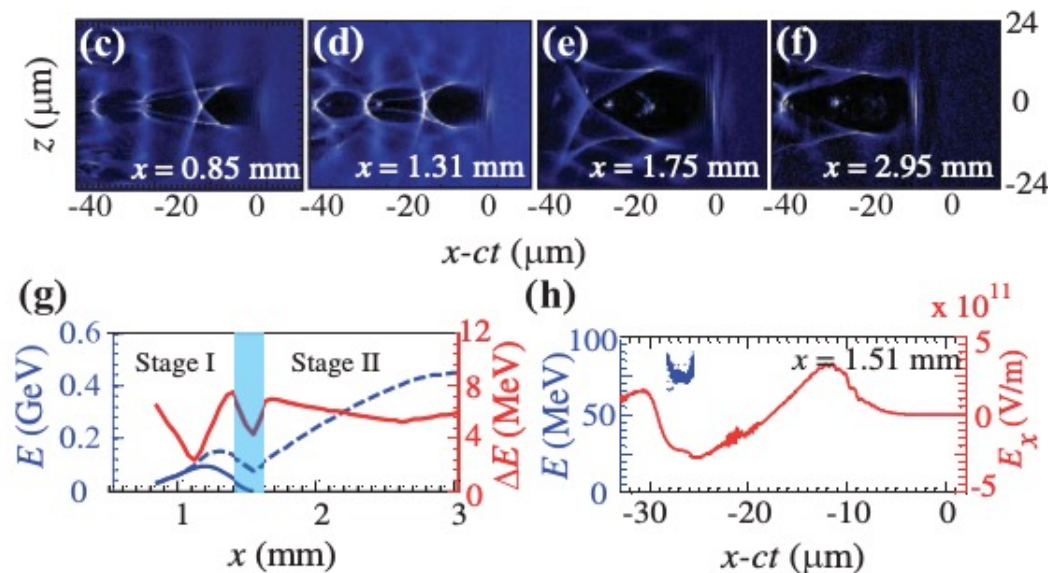 (c) (d) (e) (f)
24
0
-24
z (μm)
x = 0.85 mm x = 1.31 mm x = 1.75 mm x = 2.95 mm
-40 -20 0 -40 -20 0 -40 -20 0 -40 -20 0
x-ct (μm)
(g)
0.6
0.4
0.2
0
E (GeV)
Stage I Stage II
12
8
4
0
ΔE (MeV)
1 2 3
x (mm)
(h)
x 10¹¹
100
50
0
E (MeV)
x = 1.51 mm
5
0
-5
Eₓ (V/m)
-30 -20 -10 0
x-ct (μm)